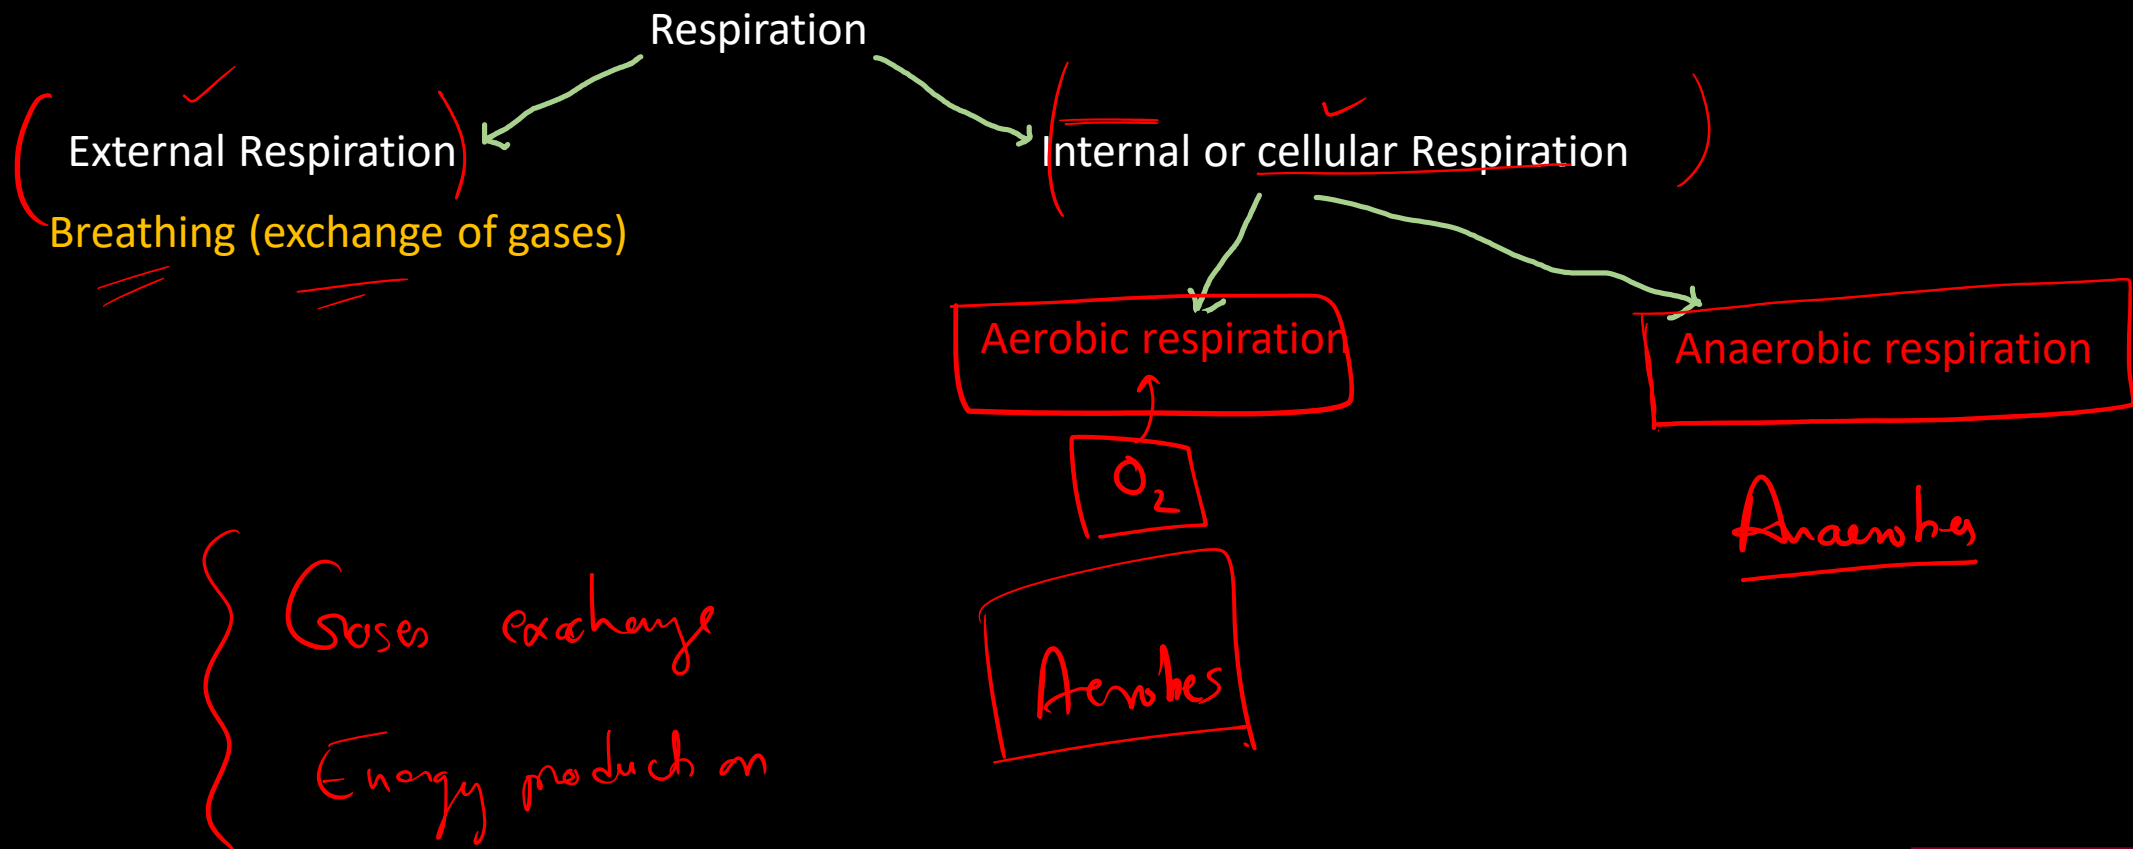 Respiration
External Respiration
Internal or cellular Respiration
Breathing (exchange of gases)
Aerobic respiration
Anaerobic respiration
O2
Anaerobes
Gases exchange
Aerobes
Energy production